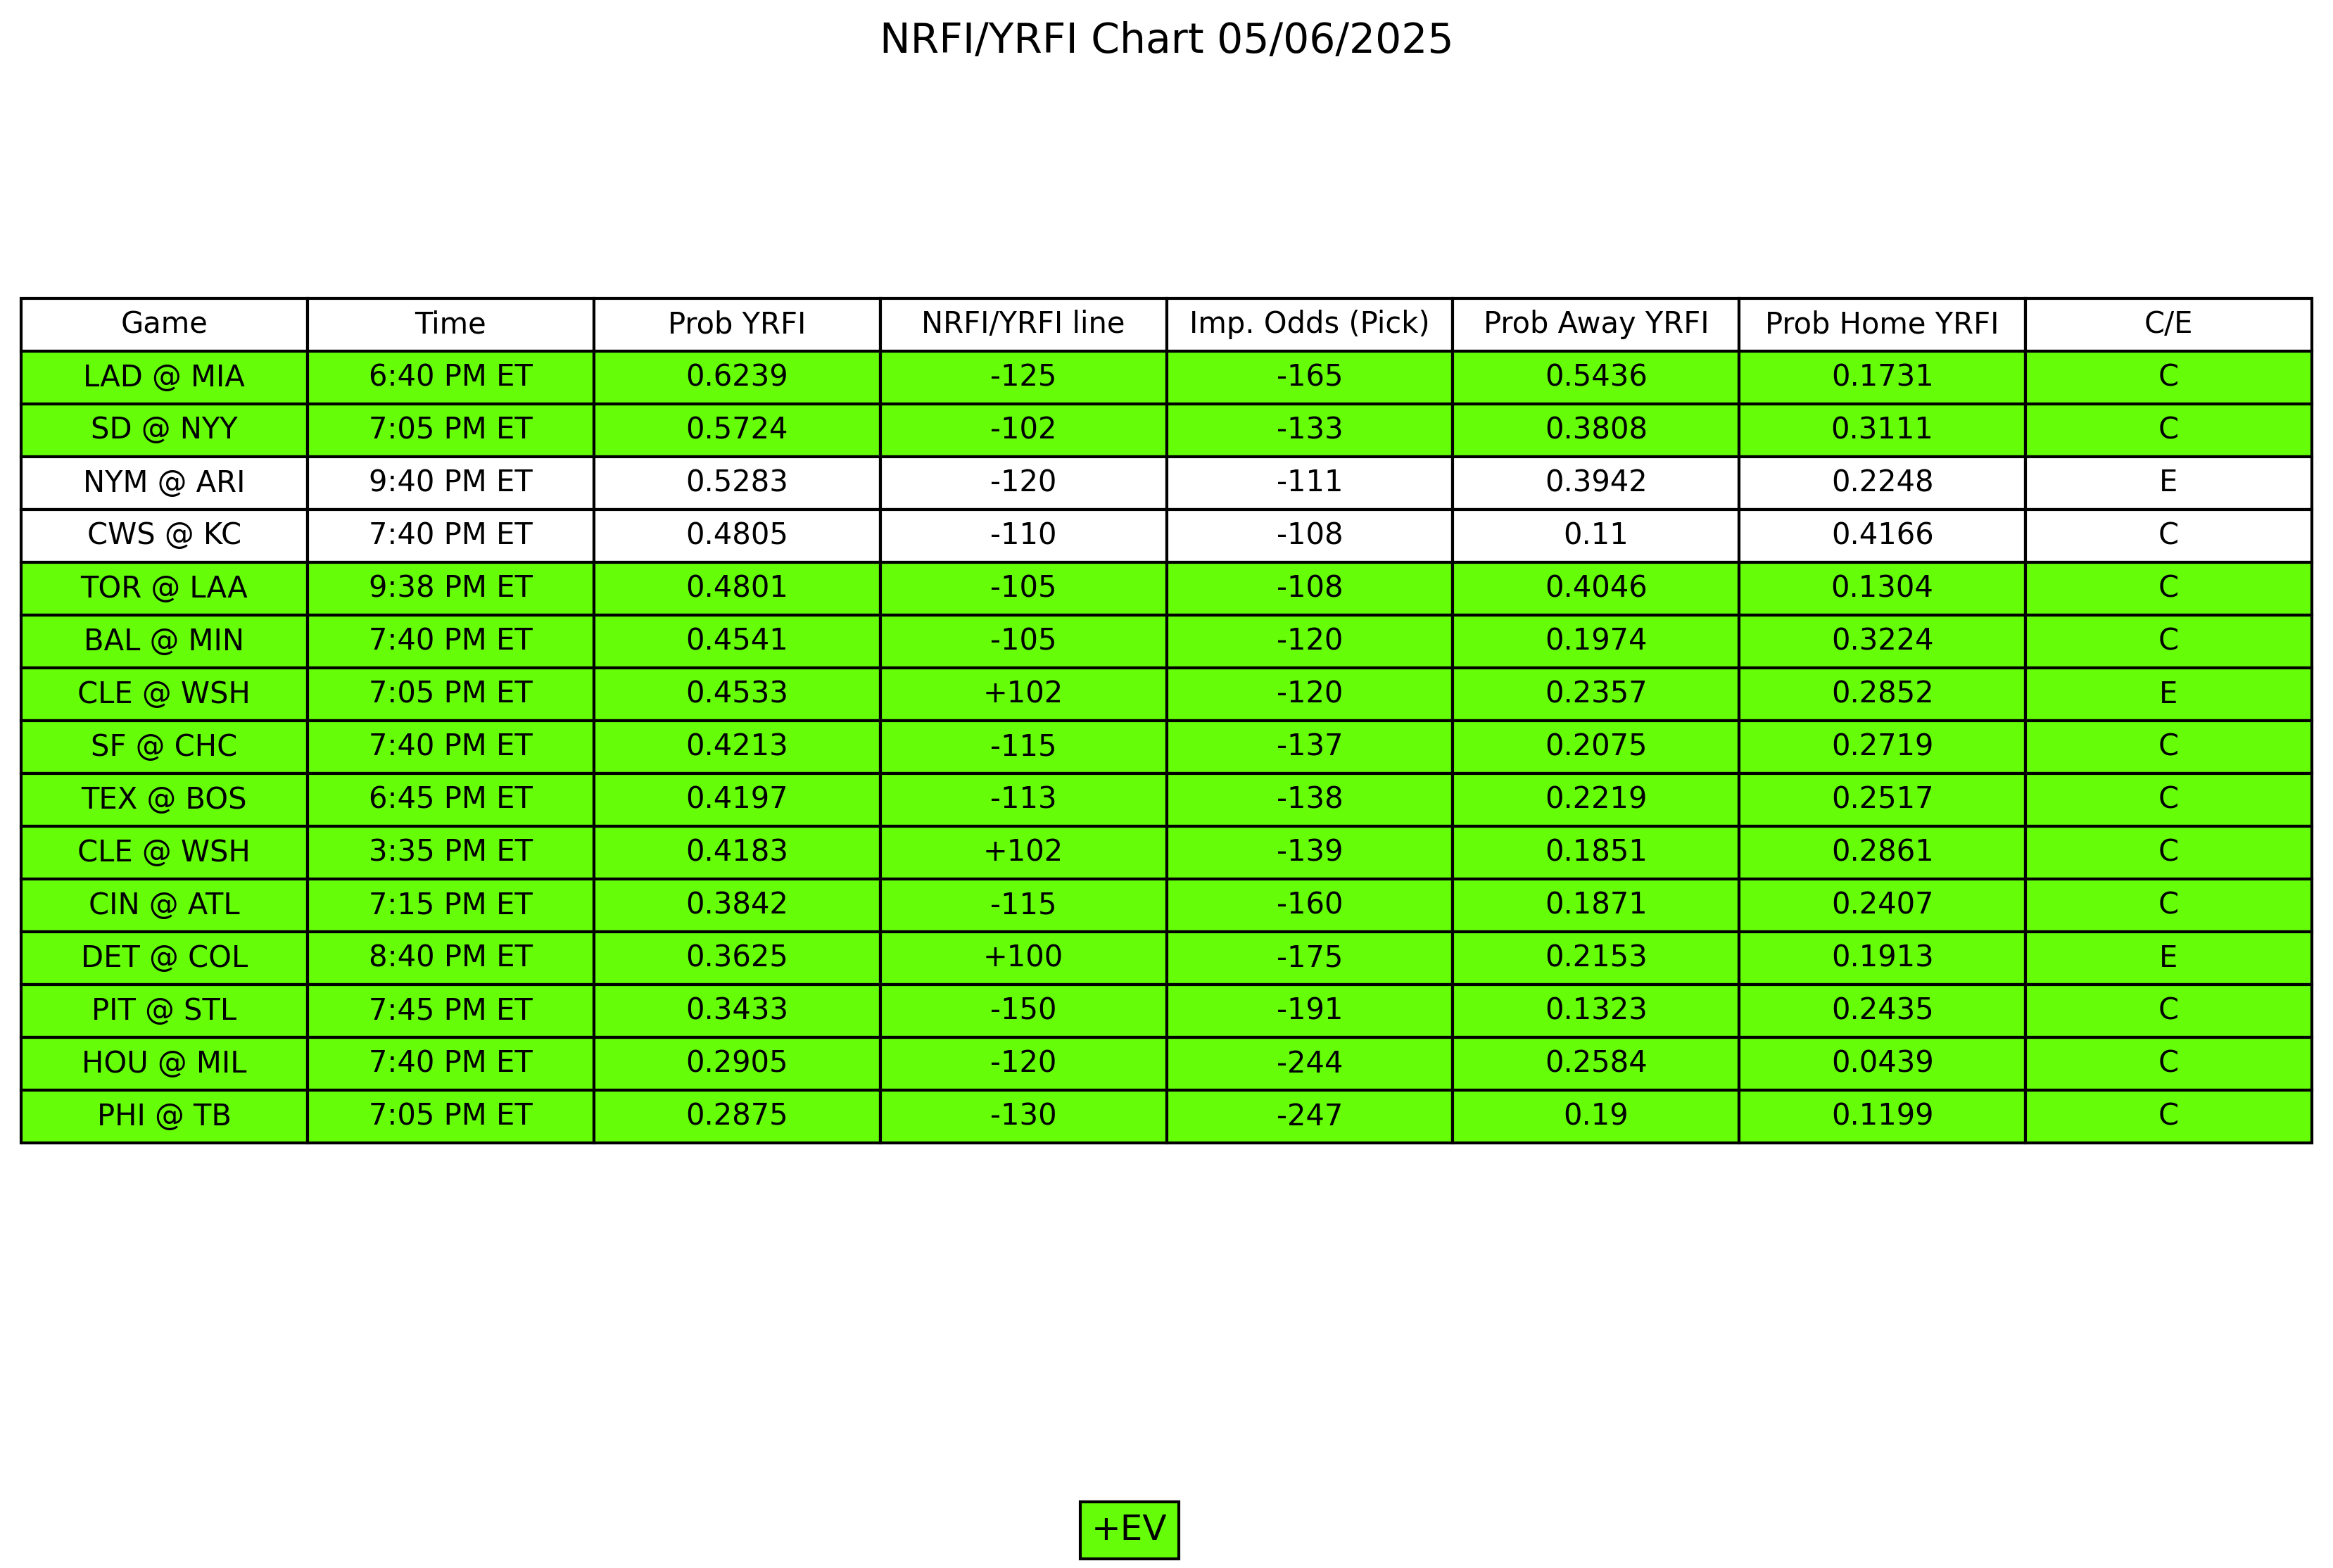 NRFI/YRFI Chart 05/06/2025
Game Time Prob YRFI NRFI/YRFI line Imp. Odds (Pick) Prob Away YRFI Prob Home YRFI C/E
LAD @ MIA 6:40 PM ET 0.6239 -125 -165 0.5436 0.1731 C
SD @ NYY 7:05 PM ET 0.5724 -102 -133 0.3808 0.3111 C
NYM @ ARI 9:40 PM ET 0.5283 -120 -111 0.3942 0.2248 E
CWS @ KC 7:40 PM ET 0.4805 -110 -108 0.11 0.4166 C
TOR @ LAA 9:38 PM ET 0.4801 -105 -108 0.4046 0.1304 C
BAL @ MIN 7:40 PM ET 0.4541 -105 -120 0.1974 0.3224 C
CLE @ WSH 7:05 PM ET 0.4533 +102 -120 0.2357 0.2852 E
SF @ CHC 7:40 PM ET 0.4213 -115 -137 0.2075 0.2719 C
TEX @ BOS 6:45 PM ET 0.4197 -113 -138 0.2219 0.2517 C
CLE @ WSH 3:35 PM ET 0.4183 +102 -139 0.1851 0.2861 C
CIN @ ATL 7:15 PM ET 0.3842 -115 -160 0.1871 0.2407 C
DET @ COL 8:40 PM ET 0.3625 +100 -175 0.2153 0.1913 E
PIT @ STL 7:45 PM ET 0.3433 -150 -191 0.1323 0.2435 C
HOU @ MIL 7:40 PM ET 0.2905 -120 -244 0.2584 0.0439 C
PHI @ TB 7:05 PM ET 0.2875 -130 -247 0.19 0.1199 C
+EV